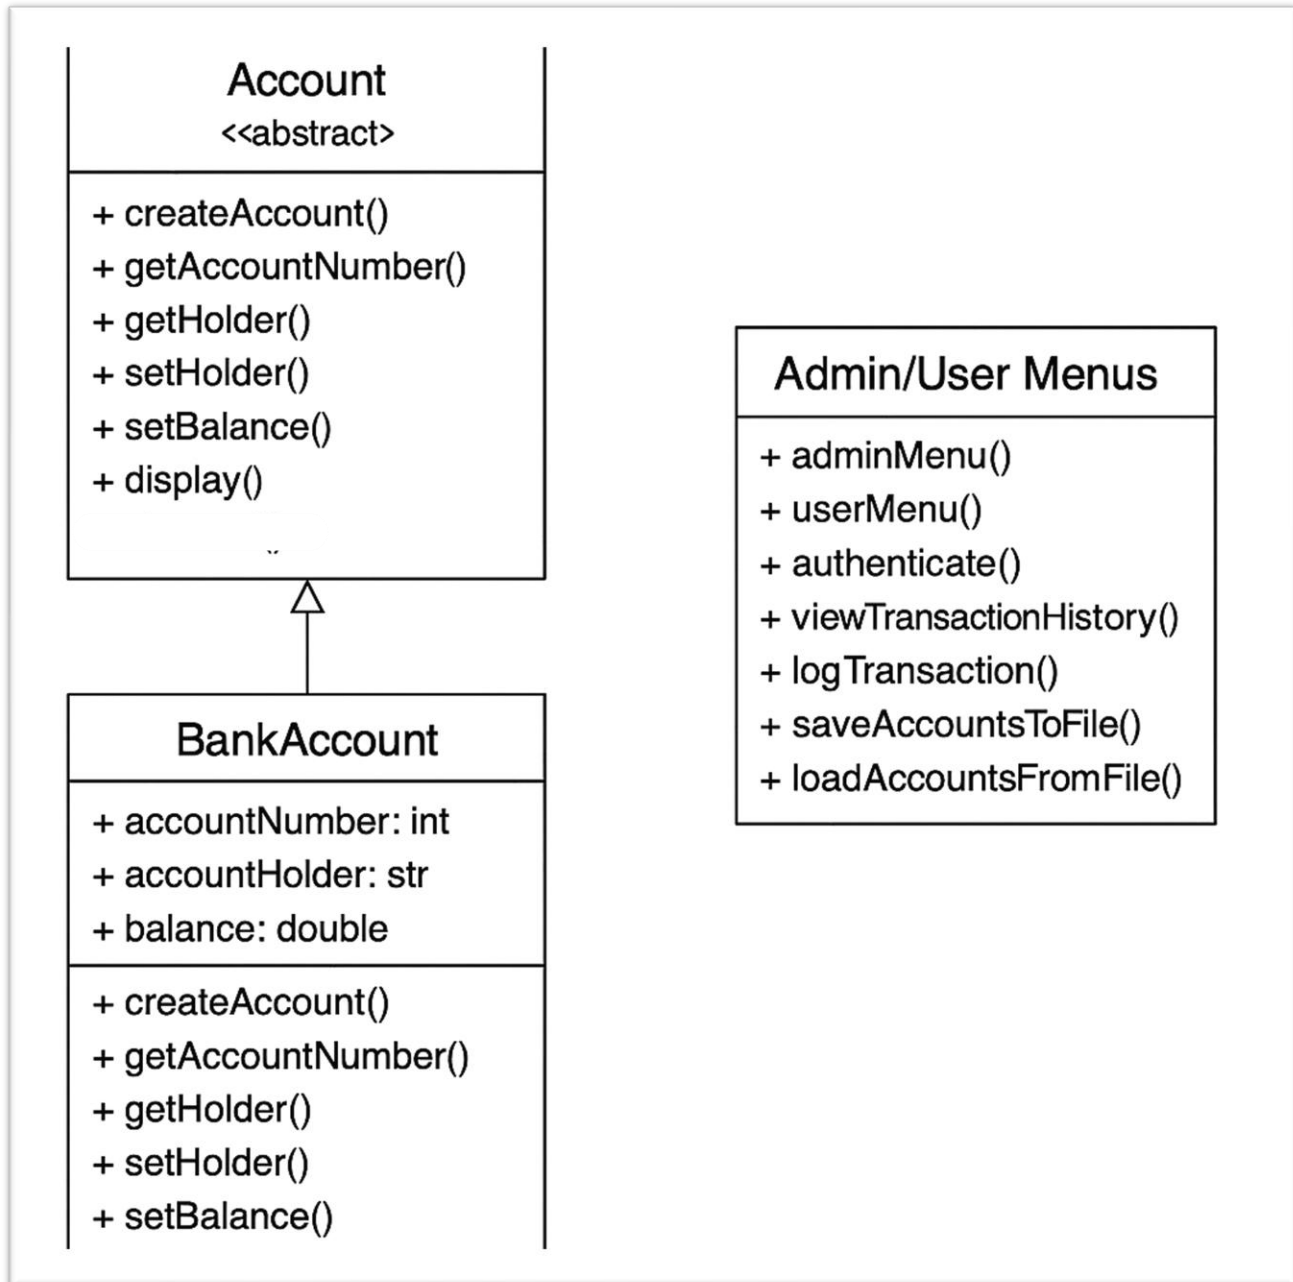 Account
<<abstract>
+ createAccount()
+ getAccountNumber()
+ getHolder()
+ setHolder()
+ setBalance()
+ display()
BankAccount
+ accountNumber: int
+ accountHolder: str
+ balance: double
+ createAccount()
+ getAccountNumber()
+ getHolder()
+ setHolder()
+ setBalance()
Admin/User Menus
+ adminMenu()
+ userMenu()
+ authenticate()
+ viewTransactionHistory()
+ logTransaction()
+ saveAccountsToFile()
+ loadAccountsFromFile()